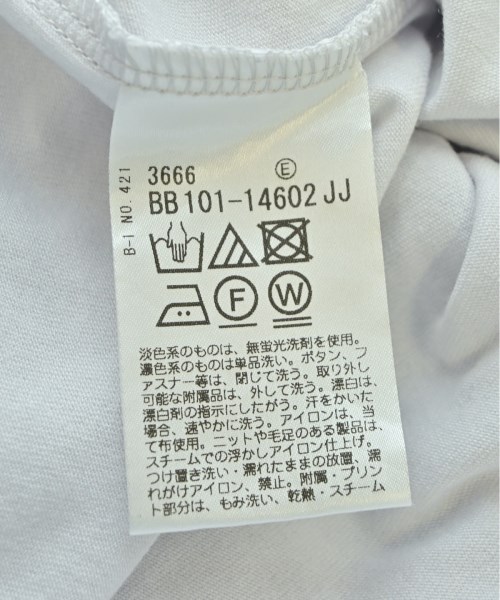 B-I NO. 421
3666 Ⓔ
BB 101-14602 JJ
F W
淡色系のものは、無蛍光洗剤を使用。
濃色系のものは単品洗い。ボタン、フ
ァスナー等は、閉じて洗う。取り外し
可能な附属品は、外して洗う。漂白は、
漂白剤の指示にしたがう。汗をかいた
場合、速やかに洗う。アイロンは、当
て布使用。ニットや毛足のある製品は、
スチームでの浮かしアイロン仕上げ。
つけ置き洗い・濡れたままの放置、濡
れがけアイロン、禁止。附属・プリン
ト部分は、もみ洗い、乾熱・スチーム